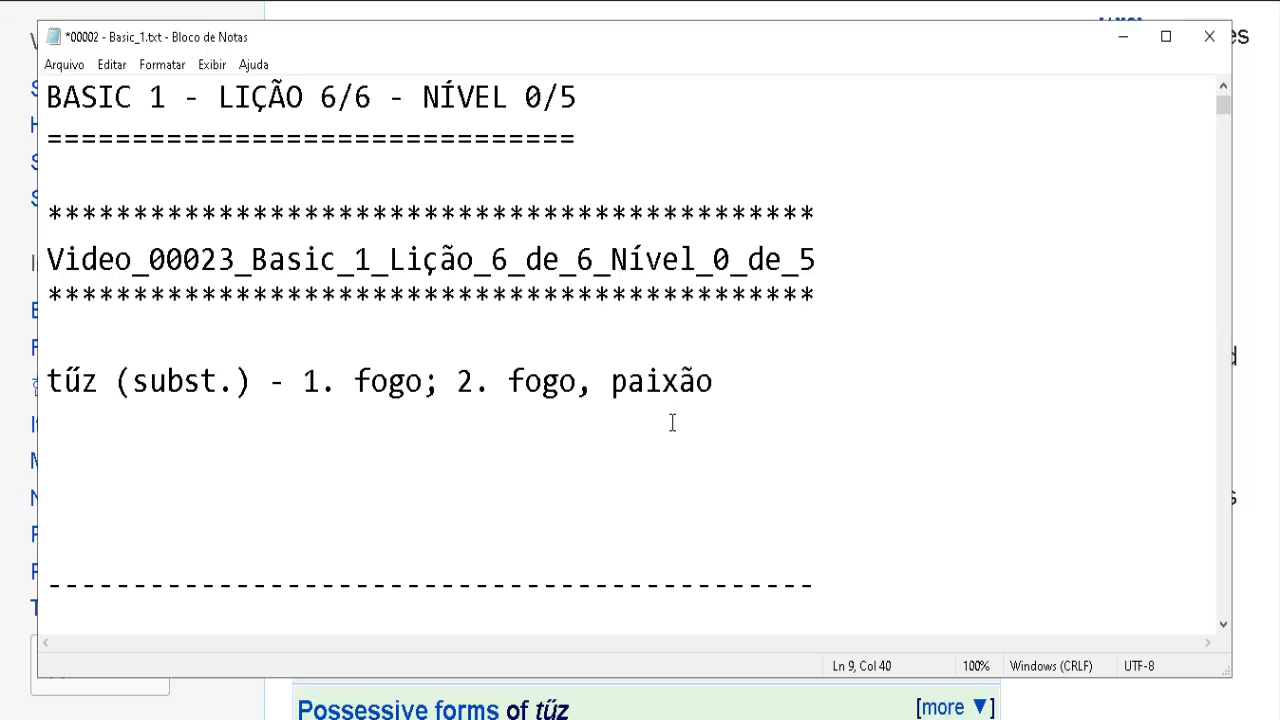 *00002 - Basic_1.txt - Bloco de Notas
Arquivo Editar Formatar Exibir Ajuda
BASIC 1 - LIÇÃO 6/6 - NÍVEL 0/5
===============================
*********************************************
Video_00023_Basic_1_Lição_6_de_6_Nível_0_de_5
*********************************************
tűz (subst.) - 1. fogo; 2. fogo, paixão
---------------------------------------------
Ln 9, Col 40 100% Windows (CRLF) UTF-8
Possessive forms of tűz [more ▼]